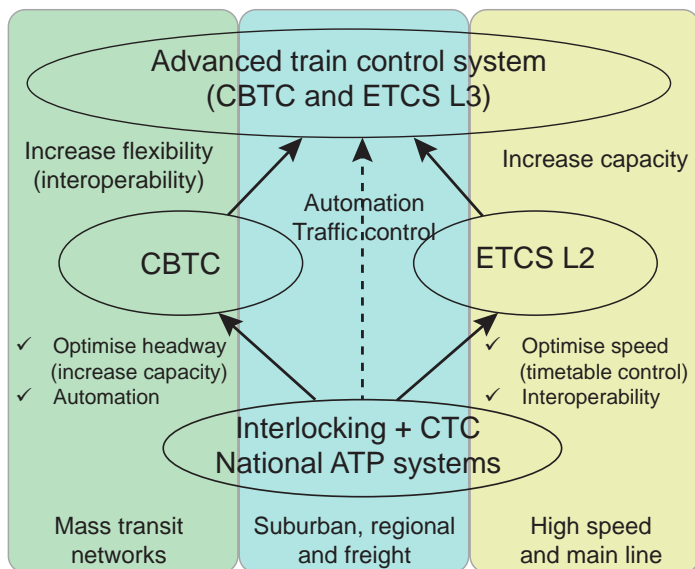 Advanced train control system
(CBTC and ETCS L3)
Increase flexibility
(interoperability)
Increase capacity
Automation
Traffic control
CBTC
ETCS L2
✓ Optimise headway
(increase capacity)
✓ Automation
✓ Optimise speed
(timetable control)
✓ Interoperability
Interlocking + CTC
National ATP systems
Mass transit
networks
Suburban, regional
and freight
High speed
and main line